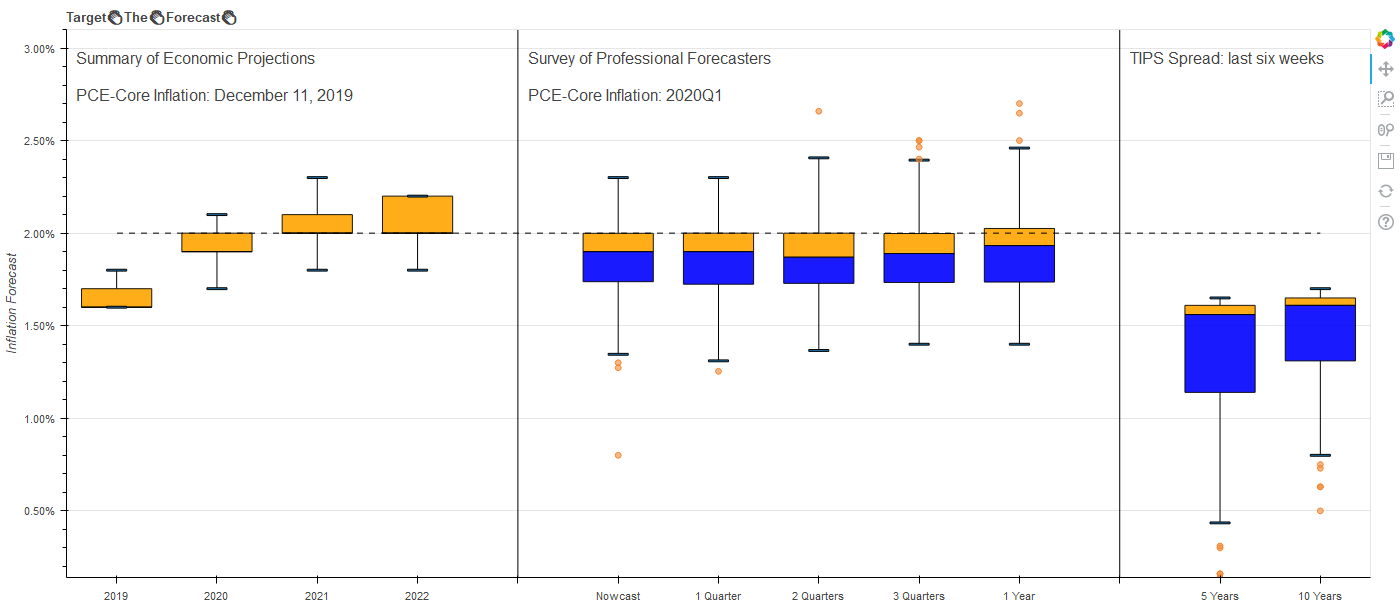 Target👏The👏Forecast👏
Summary of Economic Projections
PCE-Core Inflation: December 11, 2019
Survey of Professional Forecasters
PCE-Core Inflation: 2020Q1
TIPS Spread: last six weeks
Inflation Forecast
3.00%
2.50%
2.00%
1.50%
1.00%
0.50%
2019
2020
2021
2022
Nowcast
1 Quarter
2 Quarters
3 Quarters
1 Year
5 Years
10 Years